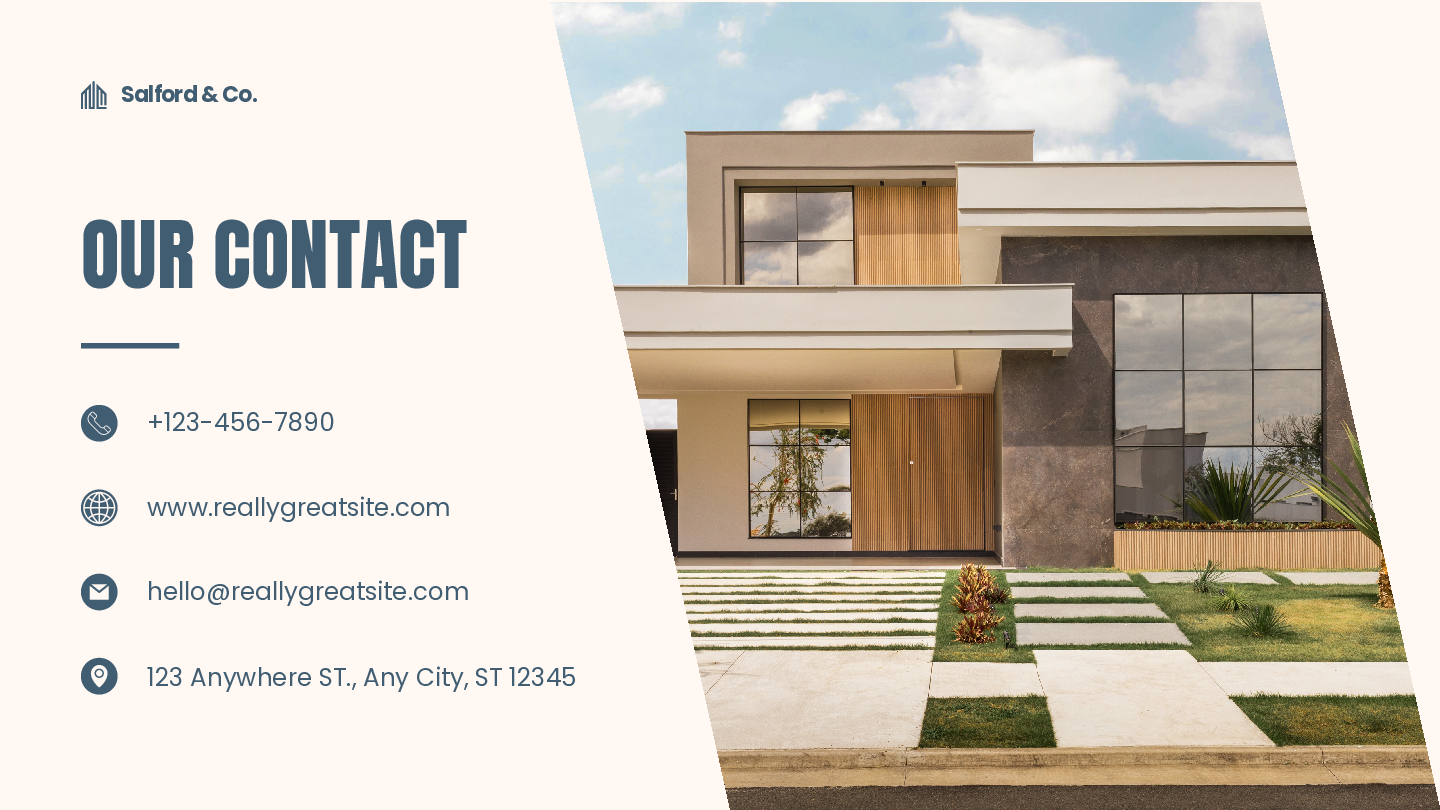 Salford & Co.
OUR CONTACT
+123-456-7890
www.reallygreatsite.com
hello@reallygreatsite.com
123 Anywhere ST., Any City, ST 12345